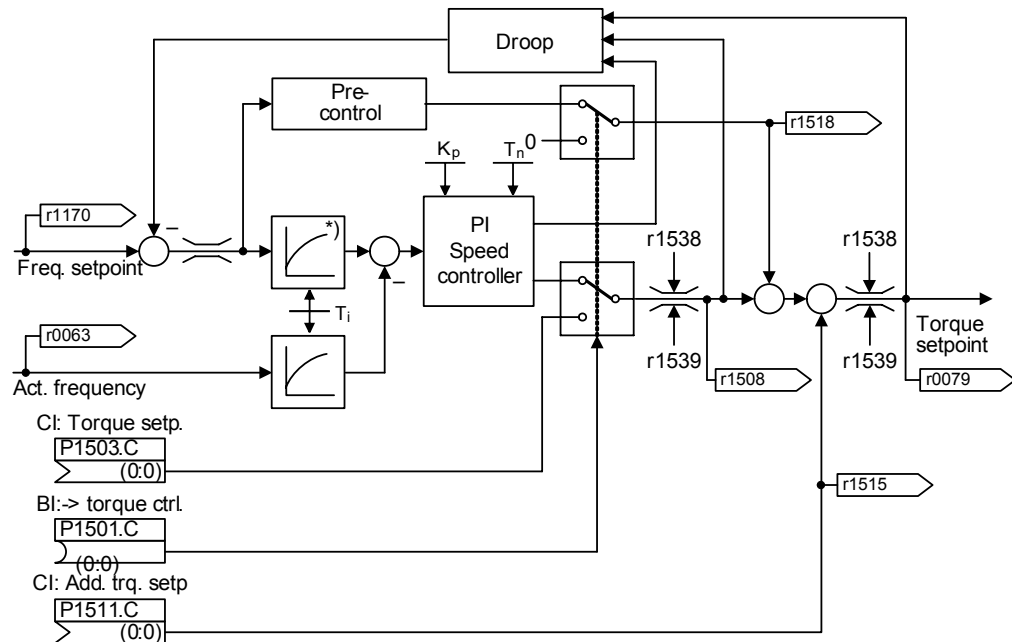 Droop
Pre-
control
r1518
Kp
Tn
0
r1170
*)
PI
Speed
controller
r1538
r1538
Freq. setpoint
Ti
r0063
Torque
setpoint
r1539
r1539
Act. frequency
r1508
r0079
CI: Torque setp.
P1503.C
(0:0)
r1515
BI:-> torque ctrl.
P1501.C
(0:0)
CI: Add. trq. setp
P1511.C
(0:0)